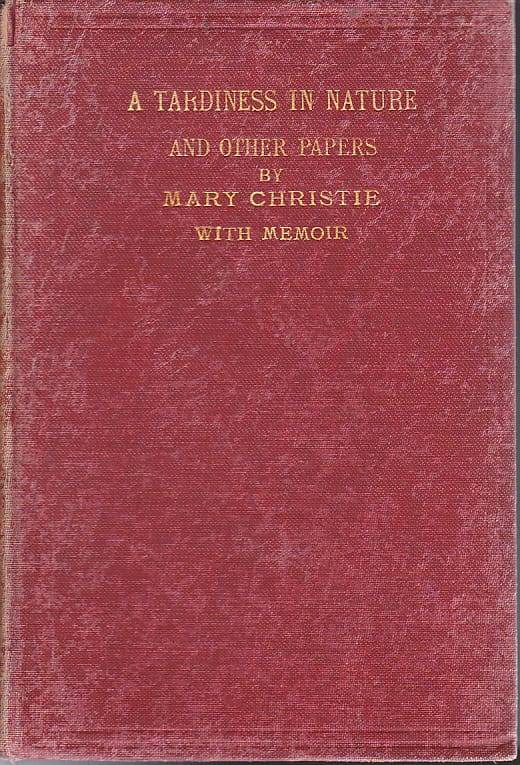 A TARDINESS IN NATURE
AND OTHER PAPERS
BY
MARY CHRISTIE
WITH MEMOIR